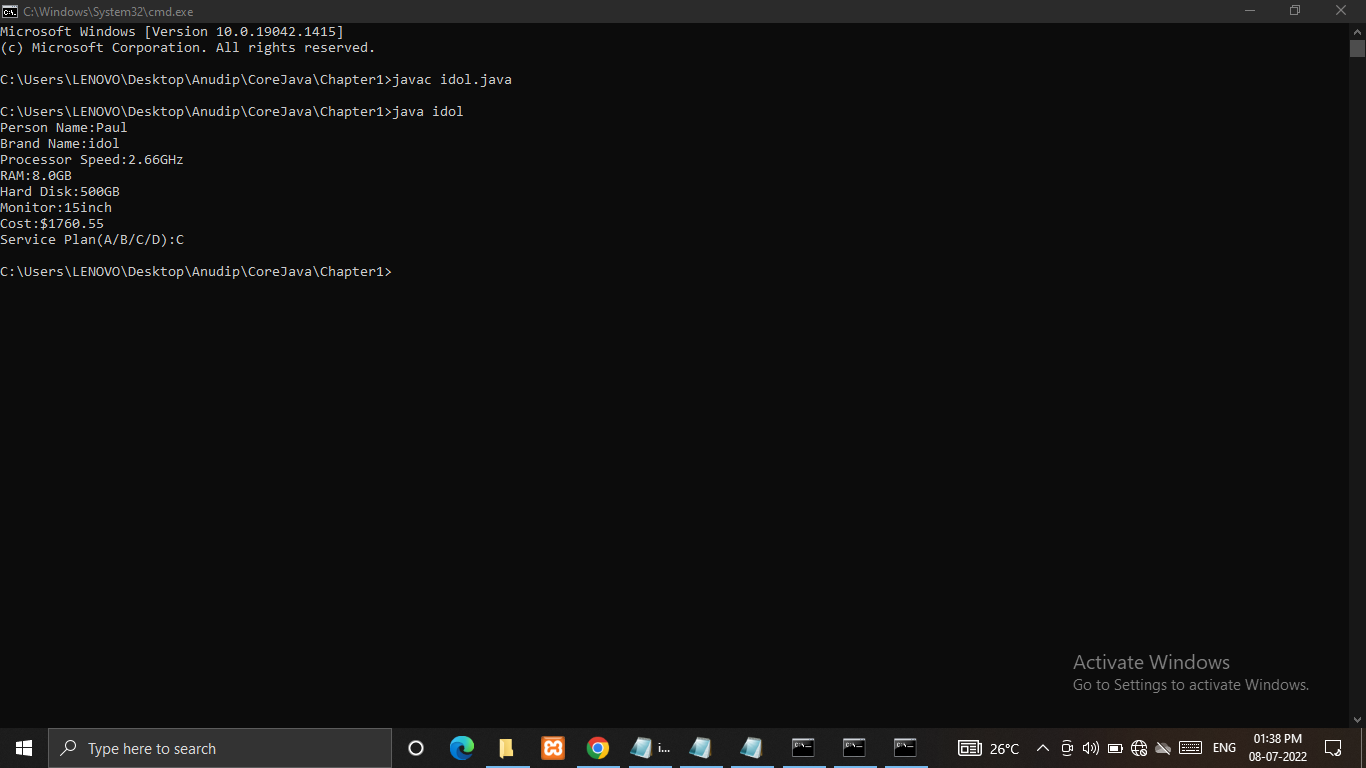 C:\Windows\System32\cmd.exe
Microsoft Windows [Version 10.0.19042.1415]
(c) Microsoft Corporation. All rights reserved.
C:\Users\LENOVO\Desktop\Anudip\CoreJava\Chapter1>javac idol.java
C:\Users\LENOVO\Desktop\Anudip\CoreJava\Chapter1>java idol
Person Name:Paul
Brand Name:idol
Processor Speed:2.66GHz
RAM:8.0GB
Hard Disk:500GB
Monitor:15inch
Cost:$1760.55
Service Plan(A/B/C/D):C
C:\Users\LENOVO\Desktop\Anudip\CoreJava\Chapter1>
Activate Windows
Go to Settings to activate Windows.
Type here to search
i...
26°C
ENG
01:38 PM
08-07-2022